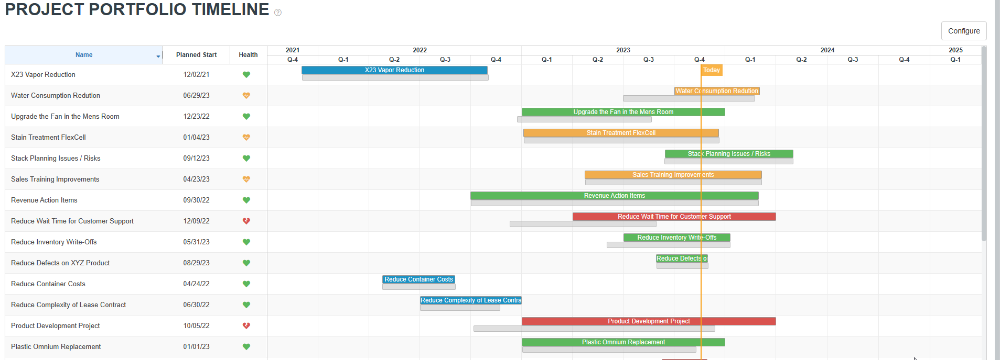 PROJECT PORTFOLIO TIMELINE ?
Configure
Name Planned Start Health 2021 2022 2023 2024 2025
Q-4 Q-1 Q-2 Q-3 Q-4 Q-1 Q-2 Q-3 Q-4 Q-1 Q-2 Q-3 Q-4 Q-1
X23 Vapor Reduction 12/02/21 X23 Vapor Reduction Today
Water Consumption Redution 06/29/23 Water Consumption Redution
Upgrade the Fan in the Mens Room 12/23/22 Upgrade the Fan in the Mens Room
Stain Treatment FlexCell 01/04/23 Stain Treatment FlexCell
Stack Planning Issues / Risks 09/12/23 Stack Planning Issues / Risks
Sales Training Improvements 04/23/23 Sales Training Improvements
Revenue Action Items 09/30/22 Revenue Action Items
Reduce Wait Time for Customer Support 12/09/22 Reduce Wait Time for Customer Support
Reduce Inventory Write-Offs 05/31/23 Reduce Inventory Write-Offs
Reduce Defects on XYZ Product 08/29/23 Reduce Defects o
Reduce Container Costs 04/24/22 Reduce Container Costs
Reduce Complexity of Lease Contract 06/30/22 Reduce Complexity of Lease Contra
Product Development Project 10/05/22 Product Development Project
Plastic Omnium Replacement 01/01/23 Plastic Omnium Replacement